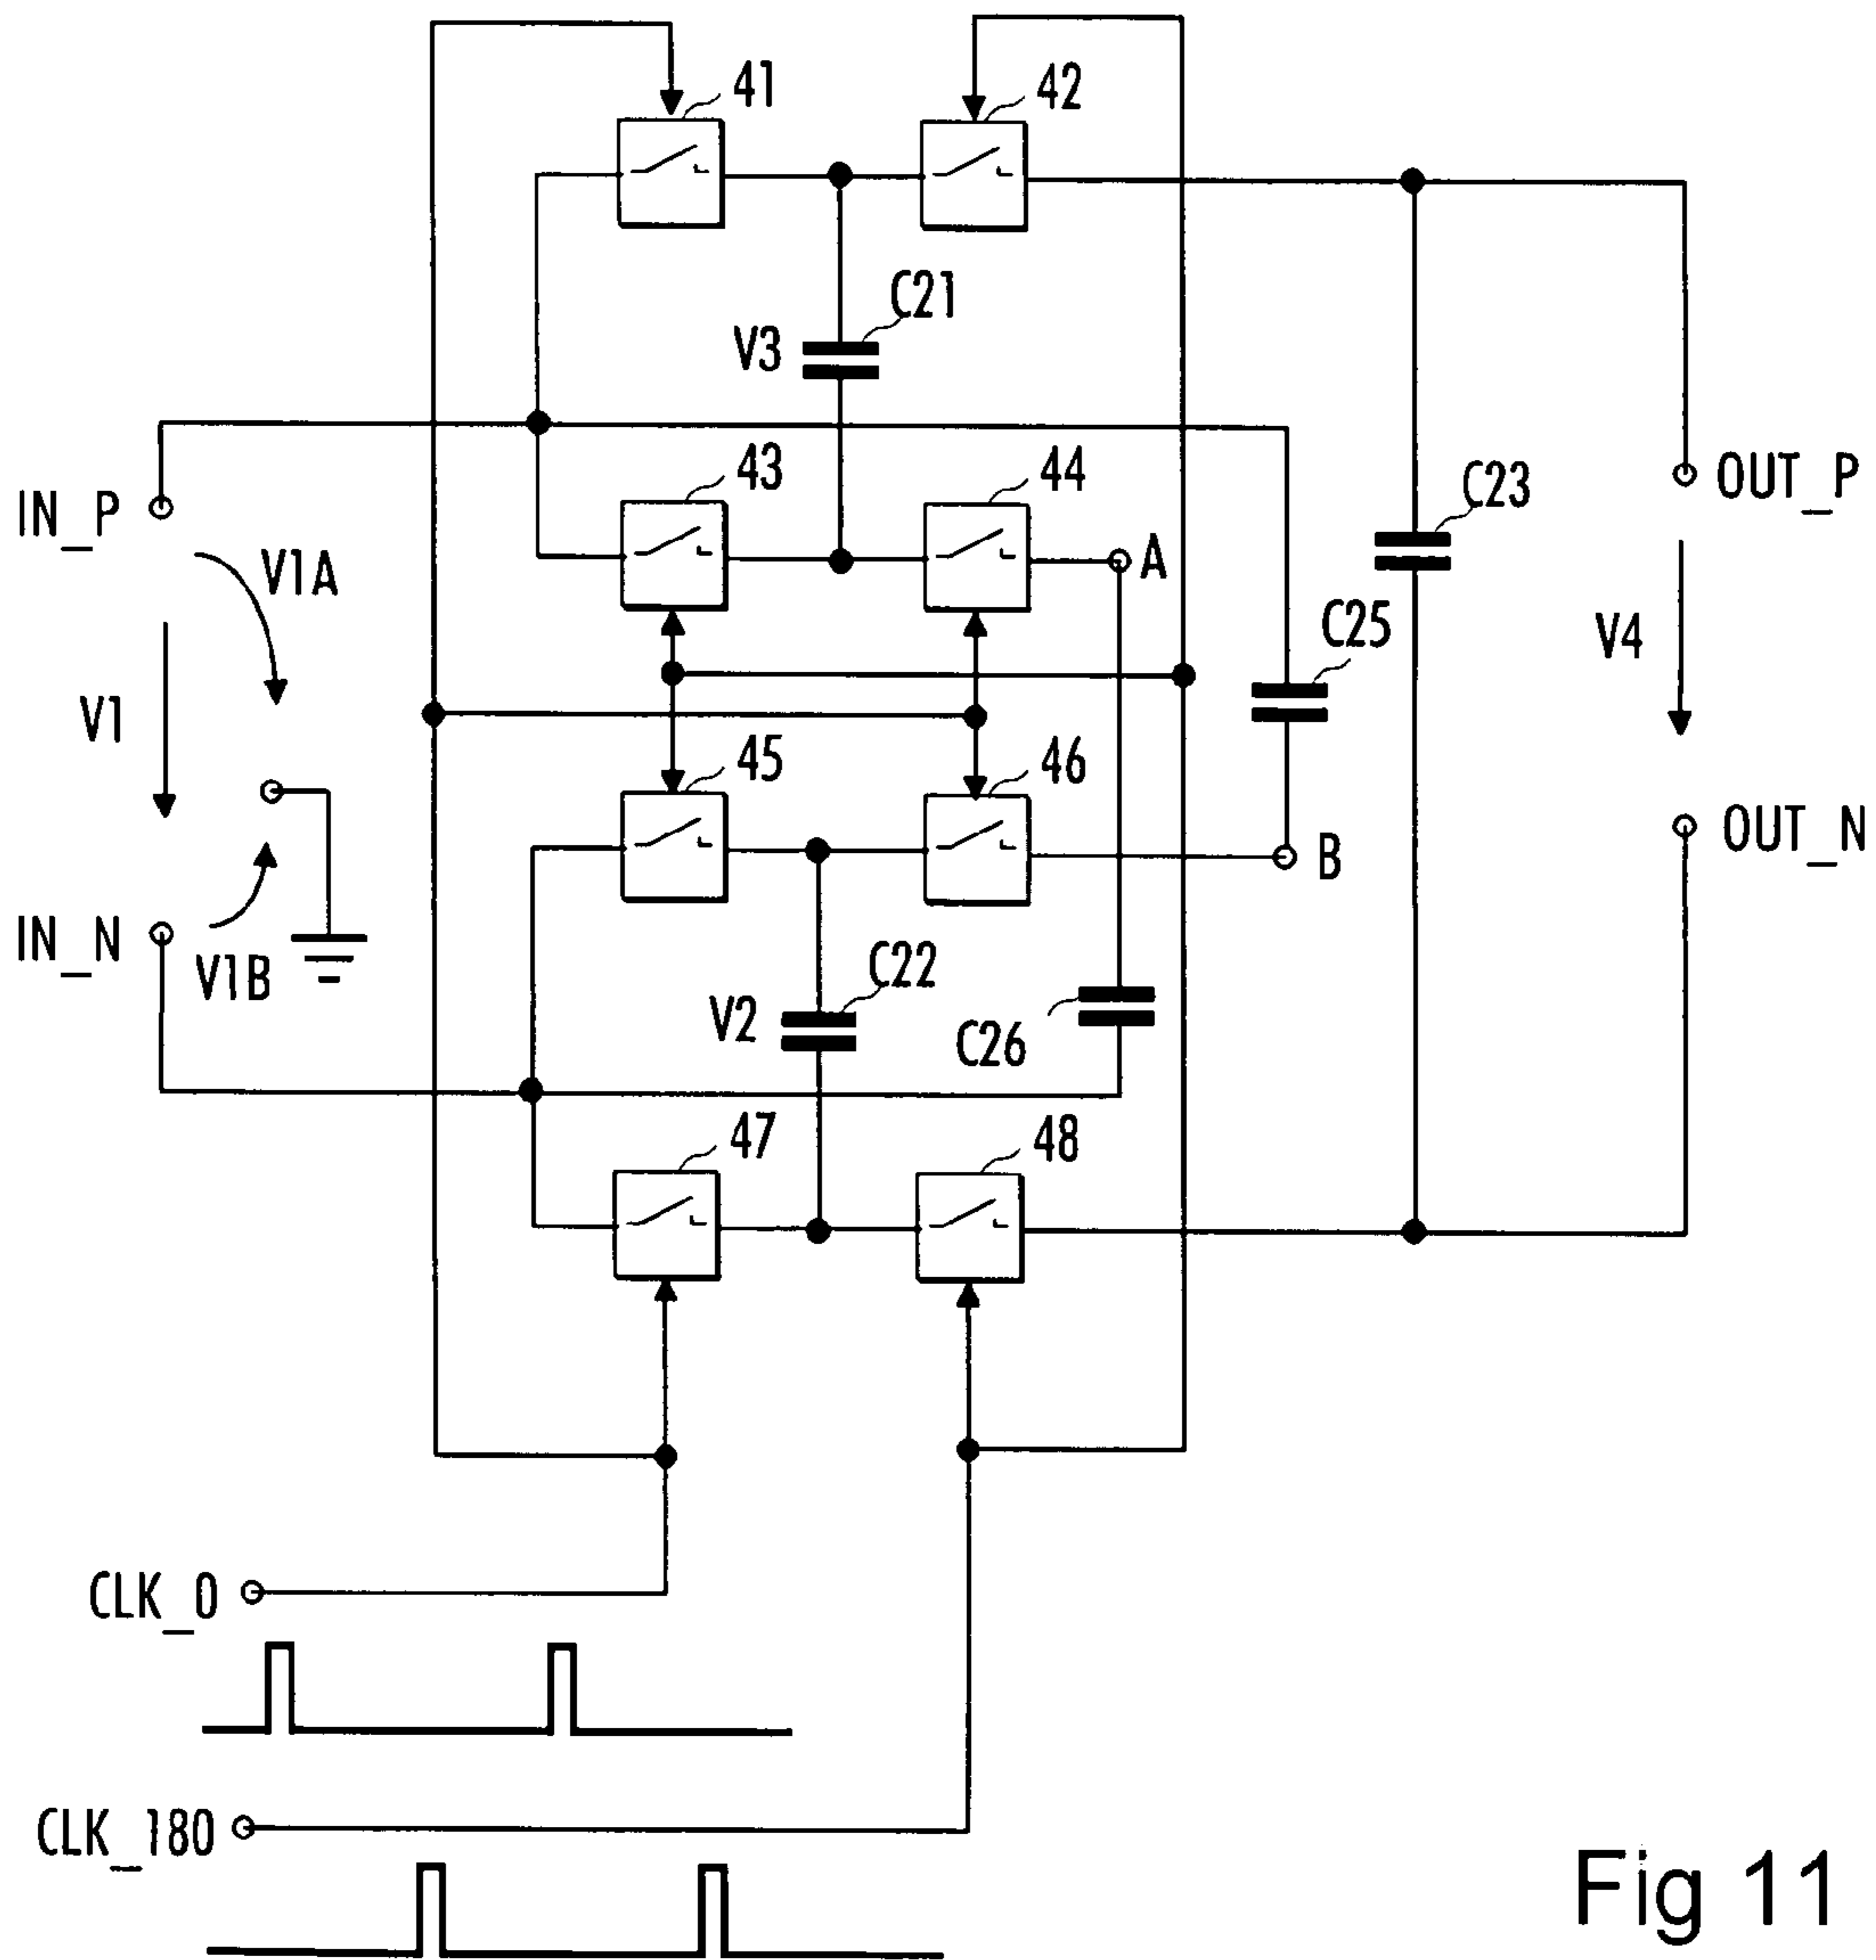 41
42
C21
V3
43
44
IN_P
V1A
A
C23
OUT_P
C25
V4
V1
45
46
B
OUT_N
IN_N
V1B
C22
V2
C26
47
48
CLK_0
CLK_180
Fig 11